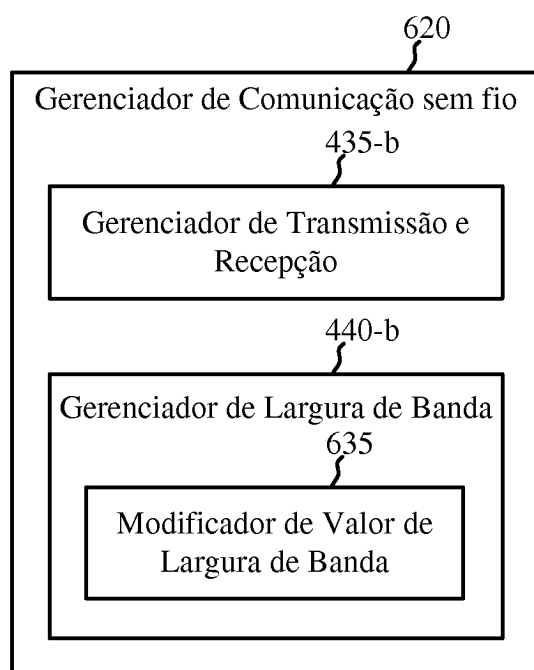 620
Gerenciador de Comunicação sem fio
435-b
Gerenciador de Transmissão e
Recepção
440-b
Gerenciador de Largura de Banda
635
Modificador de Valor de
Largura de Banda